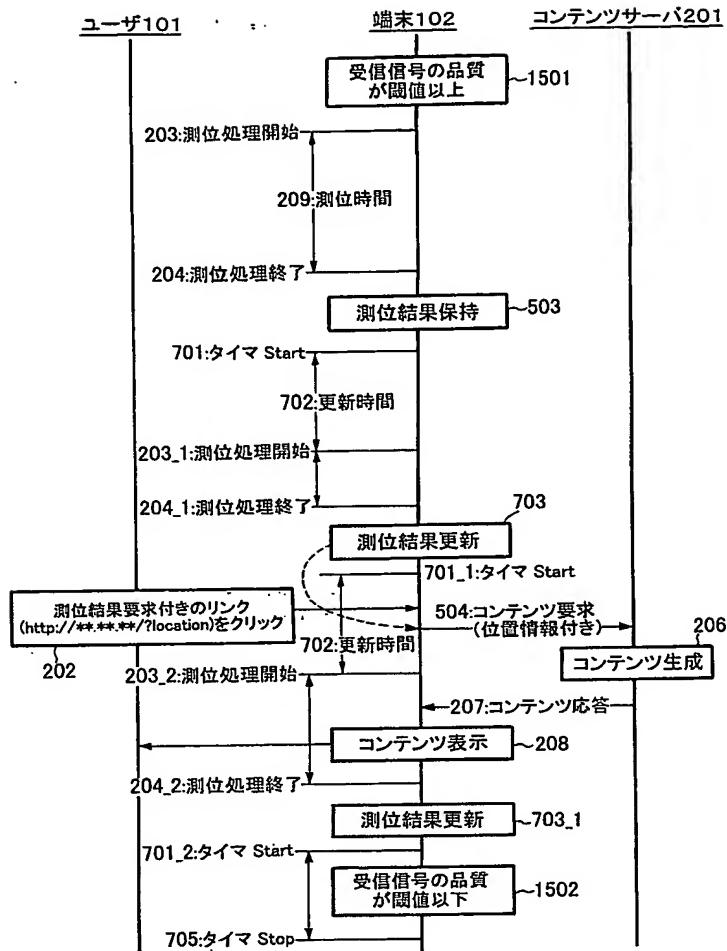 ユーザ101
端末102
コンテンツサーバ201
受信信号の品質
が閾値以上
1501
203:測位処理開始
209:測位時間
204:測位処理終了
測位結果保持
503
701:タイマ Start
702:更新時間
203_1:測位処理開始
204_1:測位処理終了
703
測位結果更新
701_1:タイマ Start
測位結果要求付きのリンク
(http://**.**.**/?location)をクリック
202
504:コンテンツ要求
(位置情報付き)
206
702:更新時間
コンテンツ生成
203_2:測位処理開始
207:コンテンツ応答
コンテンツ表示
208
204_2:測位処理終了
測位結果更新
703_1
701_2:タイマ Start
受信信号の品質
が閾値以下
1502
705:タイマ Stop